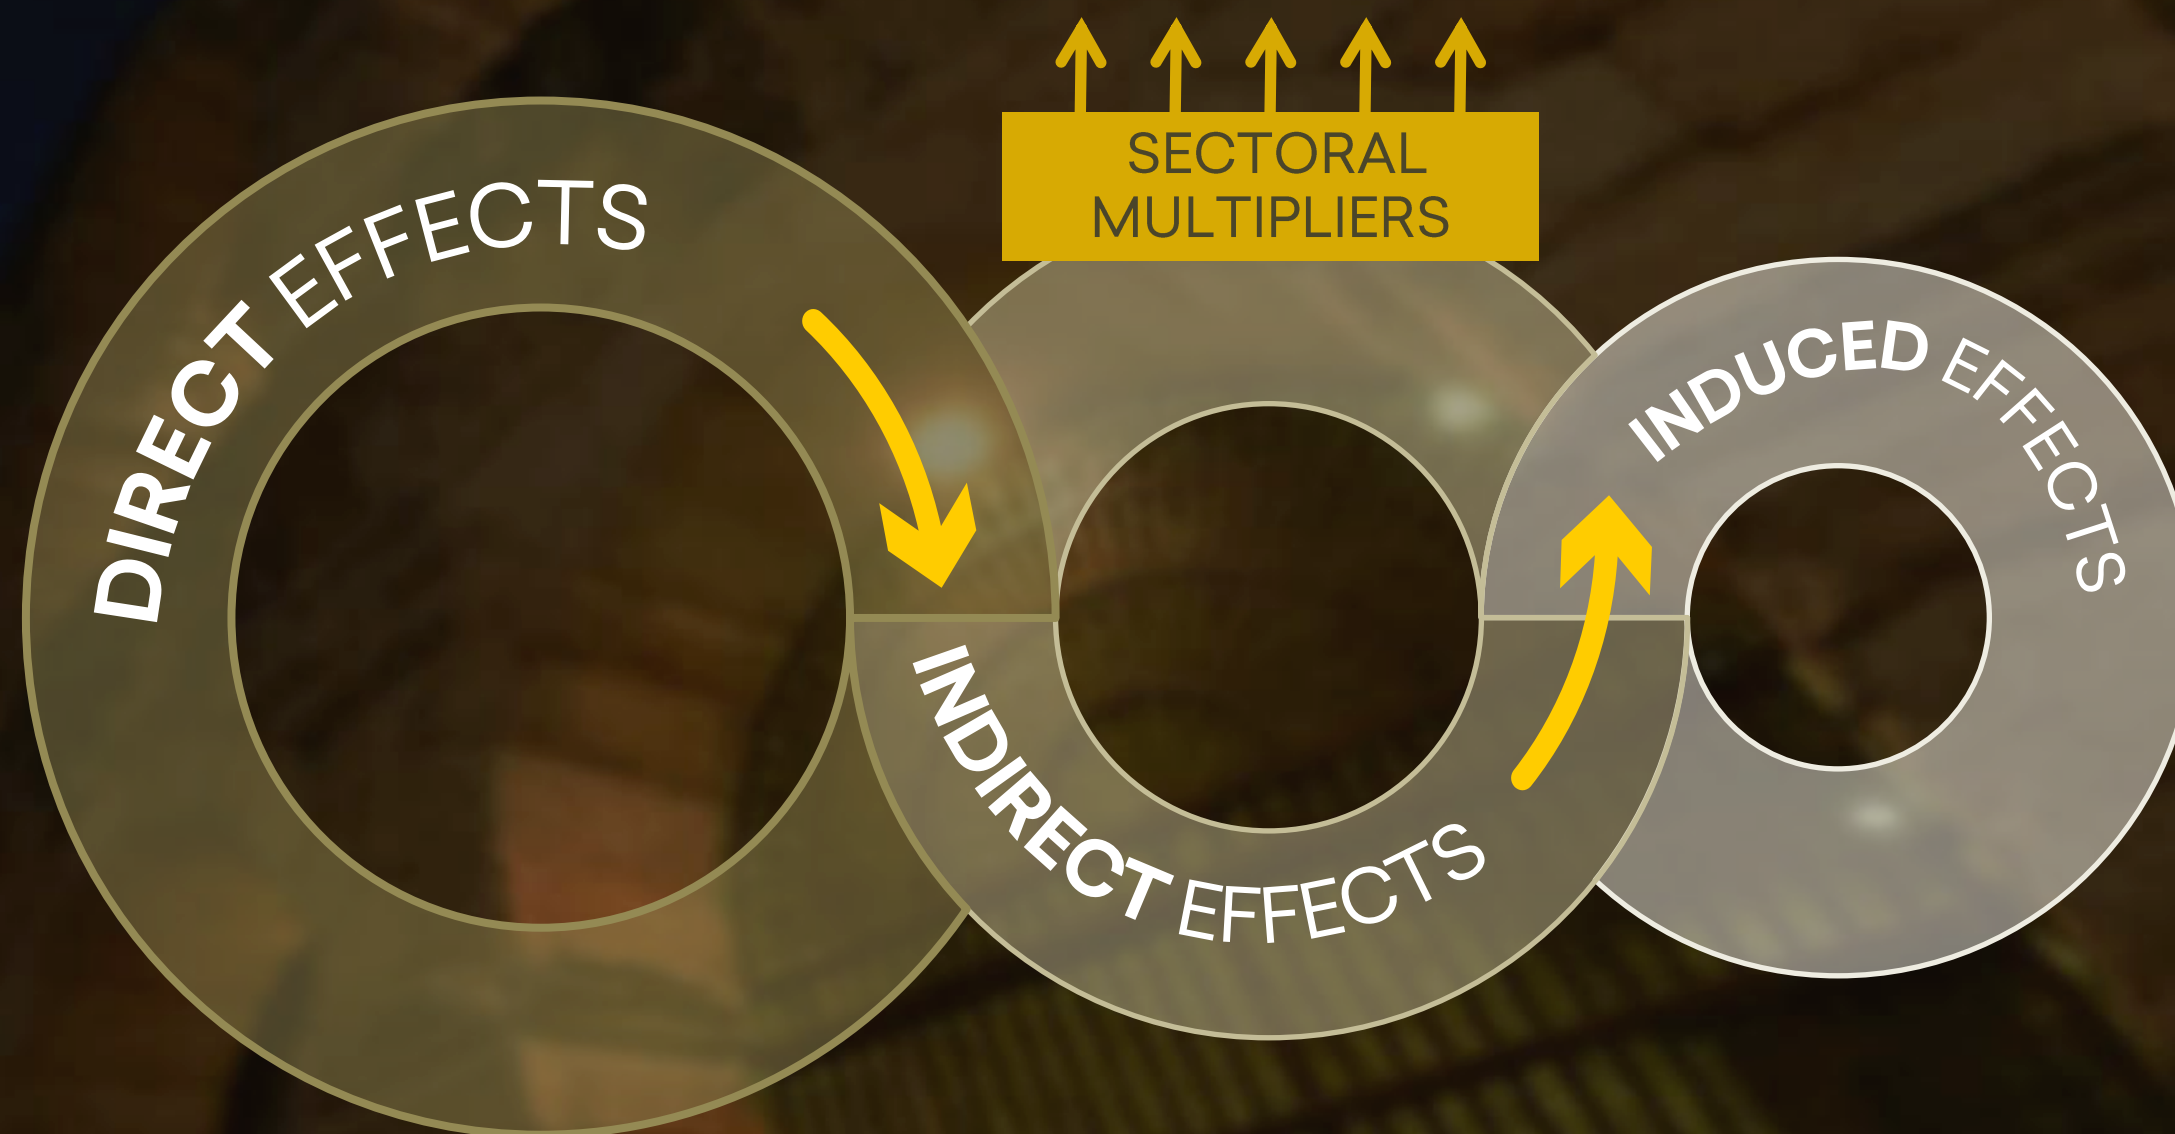 DIRECT EFFECTS
SECTORAL
MULTIPLIERS
INDIRECT EFFECTS
INDUCED EFFECTS